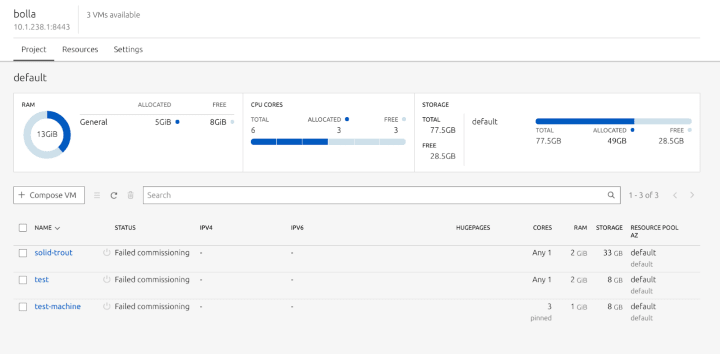 bolla
3 VMs available
10.1.238.1:8443
Project Resources Settings
default
RAM
ALLOCATED FREE
13GiB
General 5GiB 8GiB
CPU CORES
TOTAL ALLOCATED FREE
6 3 3
STORAGE
TOTAL
77.5GB
FREE
28.5GB
default
TOTAL ALLOCATED FREE
77.5GB 49GB 28.5GB
+ Compose VM
Search
1 - 3 of 3
NAME STATUS IPV4 IPV6 HUGEPAGES CORES RAM STORAGE RESOURCE POOL
AZ
solid-trout Failed commissioning - - Any 1 2 GiB 33 GB default
default
test Failed commissioning - - Any 1 2 GiB 8 GB default
default
test-machine Failed commissioning - - 3 1 GiB 8 GB default
pinned default